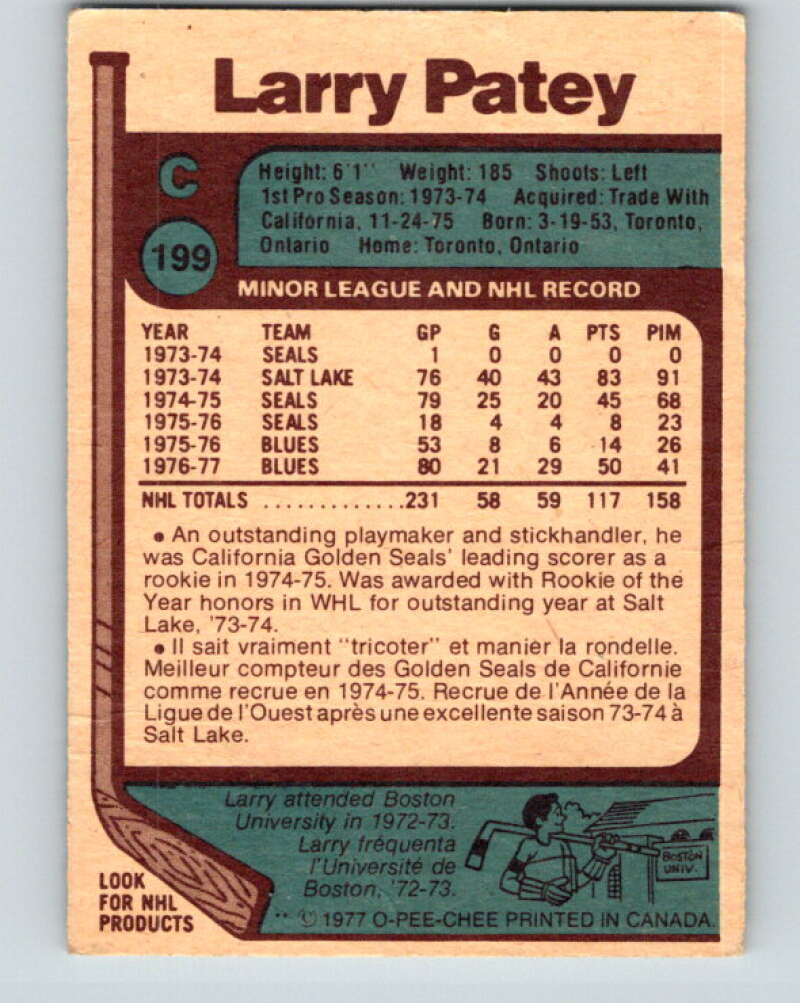 Larry Patey
C
199
Height: 6'1" Weight: 185 Shoots: Left
1st Pro Season: 1973-74 Acquired: Trade With
California, 11-24-75 Born: 3-19-53, Toronto,
Ontario Home: Toronto, Ontario
MINOR LEAGUE AND NHL RECORD
YEAR TEAM GP G A PTS PIM
1973-74 SEALS 1 0 0 0 0
1973-74 SALT LAKE 76 40 43 83 91
1974-75 SEALS 79 25 20 45 68
1975-76 SEALS 18 4 4 8 23
1975-76 BLUES 53 8 6 14 26
1976-77 BLUES 80 21 29 50 41
NHL TOTALS .............231 58 59 117 158
• An outstanding playmaker and stickhandler, he
was California Golden Seals' leading scorer as a
rookie in 1974-75. Was awarded with Rookie of the
Year honors in WHL for outstanding year at Salt
Lake, '73-74.
• Il sait vraiment "tricoter" et manier la rondelle.
Meilleur compteur des Golden Seals de Californie
comme recrue en 1974-75. Recrue de l'Année de la
Ligue de l'Ouest après une excellente saison 73-74 à
Salt Lake.
Larry attended Boston
University in 1972-73.
Larry fréquenta
l'Université de
Boston, '72-73.
BOSTON
UNIV.
LOOK
FOR NHL
PRODUCTS
** © 1977 O-PEE-CHEE PRINTED IN CANADA.